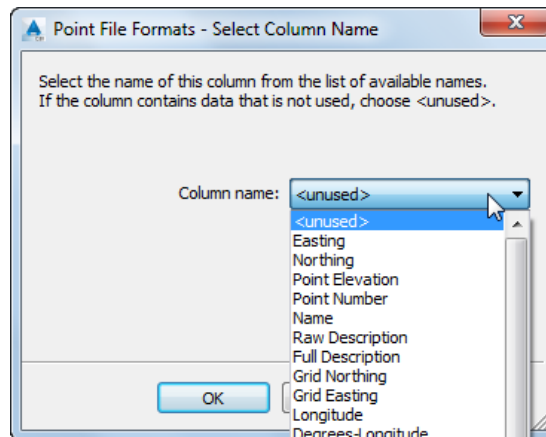 Point File Formats - Select Column Name
Select the name of this column from the list of available names.
If the column contains data that is not used, choose <unused>.
Column name: <unused>
<unused>
Easting
Northing
Point Elevation
Point Number
Name
Raw Description
Full Description
Grid Northing
Grid Easting
OK
Longitude
Degrees-Longitude